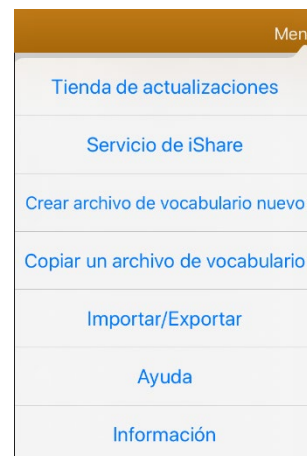 Men
Tienda de actualizaciones
Servicio de iShare
Crear archivo de vocabulario nuevo
Copiar un archivo de vocabulario
Importar/Exportar
Ayuda
Información